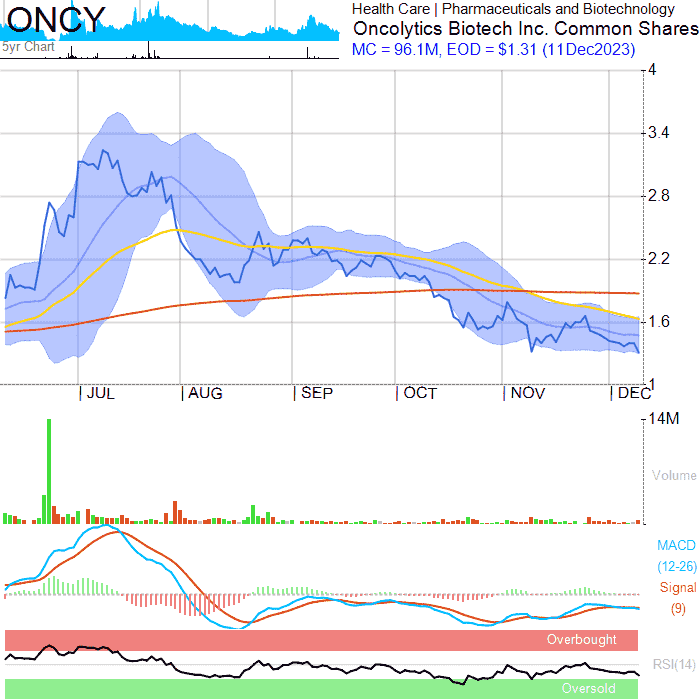 ONCY
5yr Chart
Health Care | Pharmaceuticals and Biotechnology
Oncolytics Biotech Inc. Common Shares
MC = 96.1M, EOD = $1.31 (11Dec2023)
4
3.4
2.8
2.2
1.6
1
JUL
AUG
SEP
OCT
NOV
DEC
14M
Volume
MACD
(12-26)
Signal
(9)
Overbought
RSI(14)
Oversold